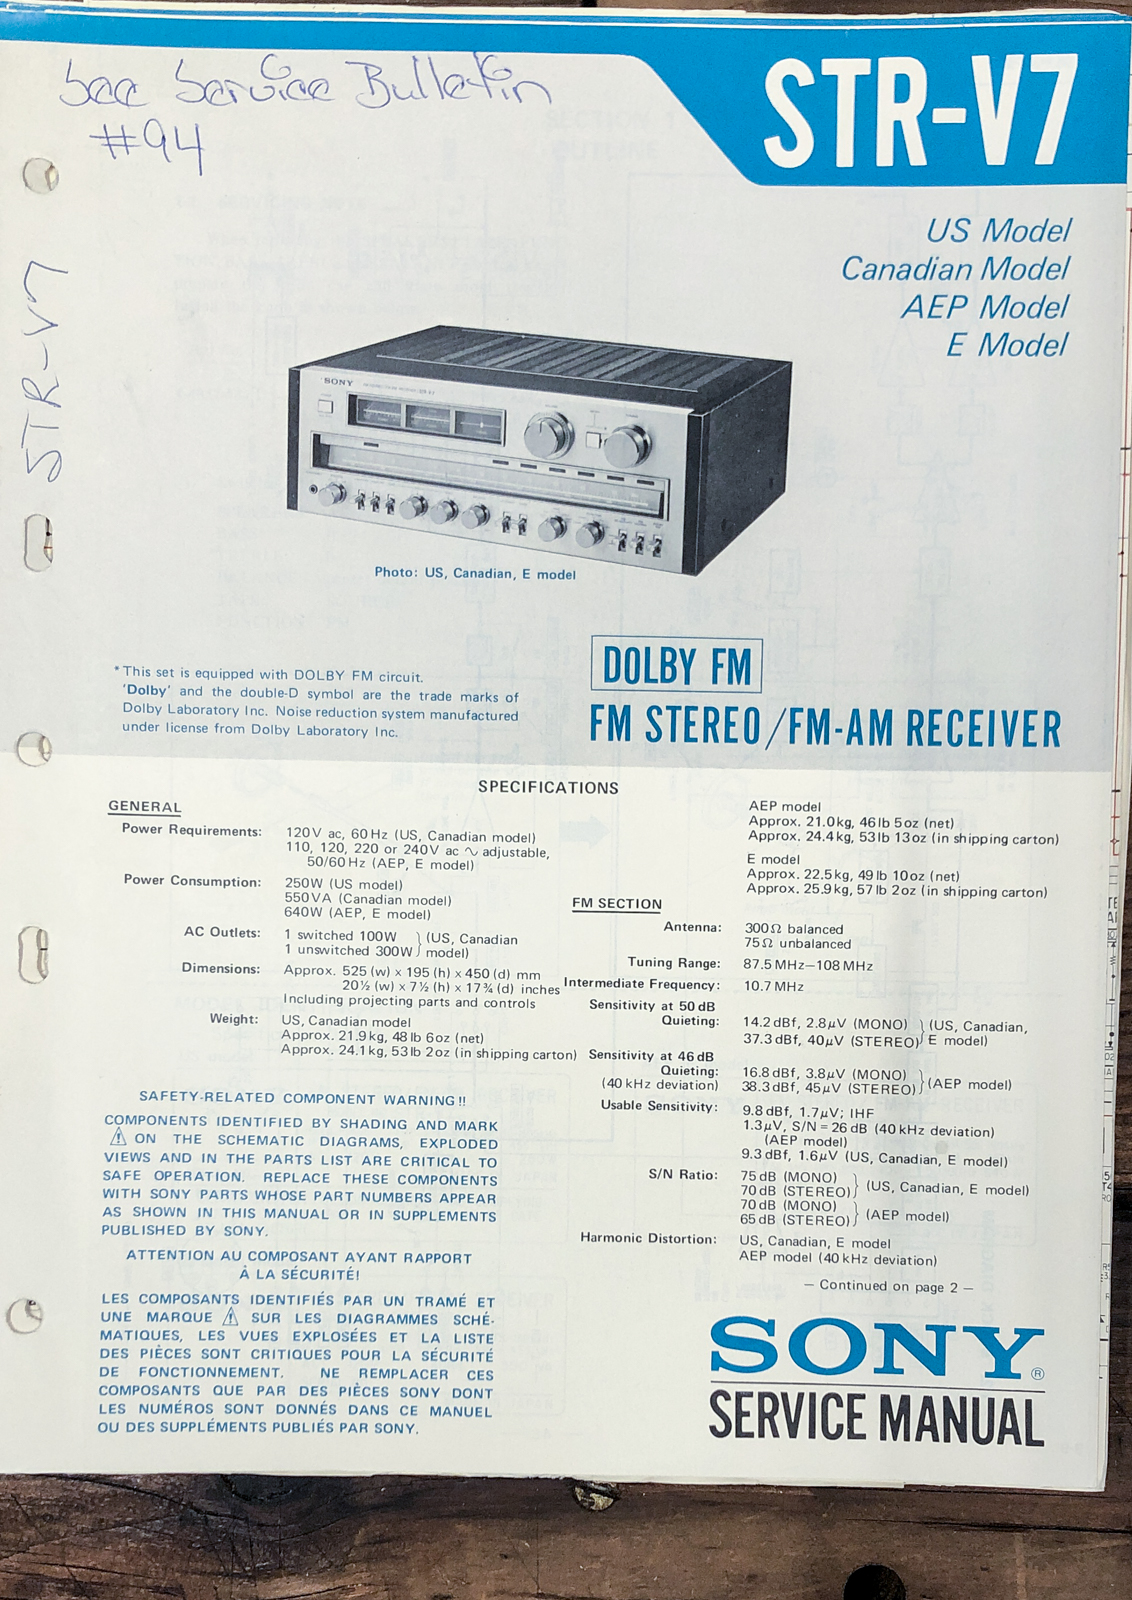 See Service Bulletin
#94
STR-V7
STR-V7
US Model
Canadian Model
AEP Model
E Model
SONY
Photo: US, Canadian, E model
*This set is equipped with DOLBY FM circuit.
'Dolby' and the double-D symbol are the trade marks of
Dolby Laboratory Inc. Noise reduction system manufactured
under license from Dolby Laboratory Inc.
DOLBY FM
FM STEREO/FM-AM RECEIVER
SPECIFICATIONS
GENERAL
Power Requirements: 120V ac, 60Hz (US, Canadian model)
110, 120, 220 or 240V ac ∿ adjustable,
50/60Hz (AEP, E model)
Power Consumption: 250W (US model)
550VA (Canadian model)
640W (AEP, E model)
AC Outlets: 1 switched 100W } (US, Canadian
1 unswitched 300W } model)
Dimensions: Approx. 525 (w) x 195 (h) x 450 (d) mm
20½ (w) x 7½ (h) x 17¾ (d) inches
Including projecting parts and controls
Weight: US, Canadian model
Approx. 21.9kg, 48lb 6oz (net)
Approx. 24.1kg, 53lb 2oz (in shipping carton)
SAFETY-RELATED COMPONENT WARNING!!
COMPONENTS IDENTIFIED BY SHADING AND MARK
⚠ ON THE SCHEMATIC DIAGRAMS, EXPLODED
VIEWS AND IN THE PARTS LIST ARE CRITICAL TO
SAFE OPERATION. REPLACE THESE COMPONENTS
WITH SONY PARTS WHOSE PART NUMBERS APPEAR
AS SHOWN IN THIS MANUAL OR IN SUPPLEMENTS
PUBLISHED BY SONY.
ATTENTION AU COMPOSANT AYANT RAPPORT
À LA SÉCURITÉ!
LES COMPOSANTS IDENTIFIÉS PAR UN TRAMÉ ET
UNE MARQUE ⚠ SUR LES DIAGRAMMES SCHÉ-
MATIQUES, LES VUES EXPLOSÉES ET LA LISTE
DES PIÈCES SONT CRITIQUES POUR LA SÉCURITÉ
DE FONCTIONNEMENT. NE REMPLACER CES
COMPOSANTS QUE PAR DES PIÈCES SONY DONT
LES NUMÉROS SONT DONNÉS DANS CE MANUEL
OU DES SUPPLÉMENTS PUBLIÉS PAR SONY.
AEP model
Approx. 21.0kg, 46lb 5oz (net)
Approx. 24.4kg, 53lb 13oz (in shipping carton)
E model
Approx. 22.5kg, 49lb 10oz (net)
Approx. 25.9kg, 57lb 2oz (in shipping carton)
FM SECTION
Antenna: 300Ω balanced
75Ω unbalanced
Tuning Range: 87.5MHz–108MHz
Intermediate Frequency: 10.7MHz
Sensitivity at 50dB
Quieting: 14.2dBf, 2.8μV (MONO) } (US, Canadian,
37.3dBf, 40μV (STEREO) } E model)
Sensitivity at 46dB
Quieting: 16.8dBf, 3.8μV (MONO) }
(40kHz deviation) 38.3dBf, 45μV (STEREO) } (AEP model)
Usable Sensitivity: 9.8dBf, 1.7μV; IHF
1.3μV, S/N = 26dB (40kHz deviation)
(AEP model)
9.3dBf, 1.6μV (US, Canadian, E model)
S/N Ratio: 75dB (MONO)
70dB (STEREO) } (US, Canadian, E model)
70dB (MONO)
65dB (STEREO) } (AEP model)
Harmonic Distortion: US, Canadian, E model
AEP model (40kHz deviation)
— Continued on page 2 —
SONY®
SERVICE MANUAL